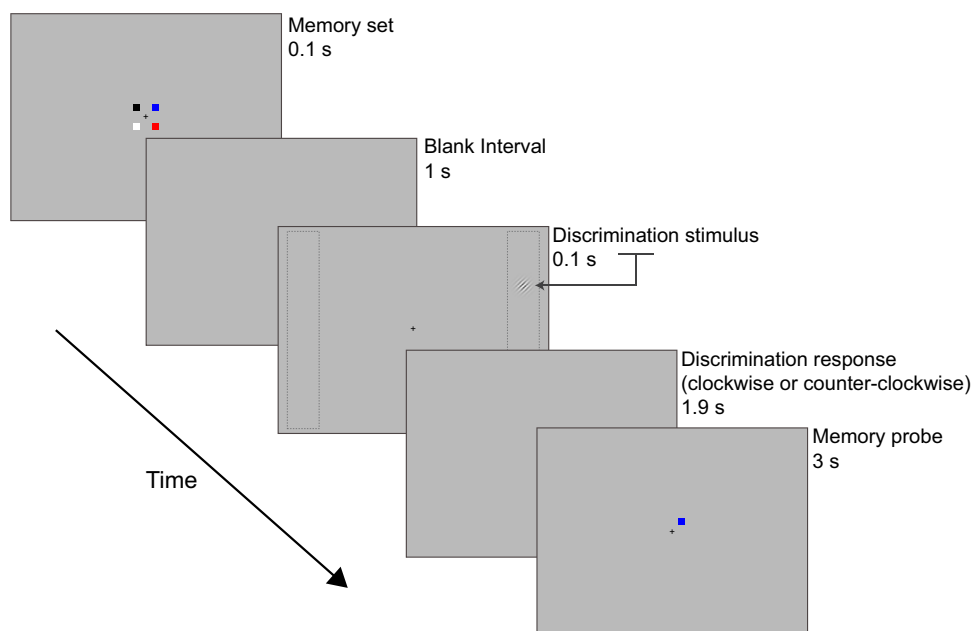 Memory set
0.1 s
Blank Interval
1 s
Discrimination stimulus
0.1 s
Discrimination response
(clockwise or counter-clockwise)
1.9 s
Memory probe
3 s
Time